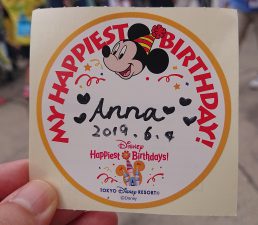 MY HAPPIEST BIRTHDAY!
Anna
2019.6.4
Disney
Happiest Birthdays!
TOKYO Disney RESORT®
©Disney